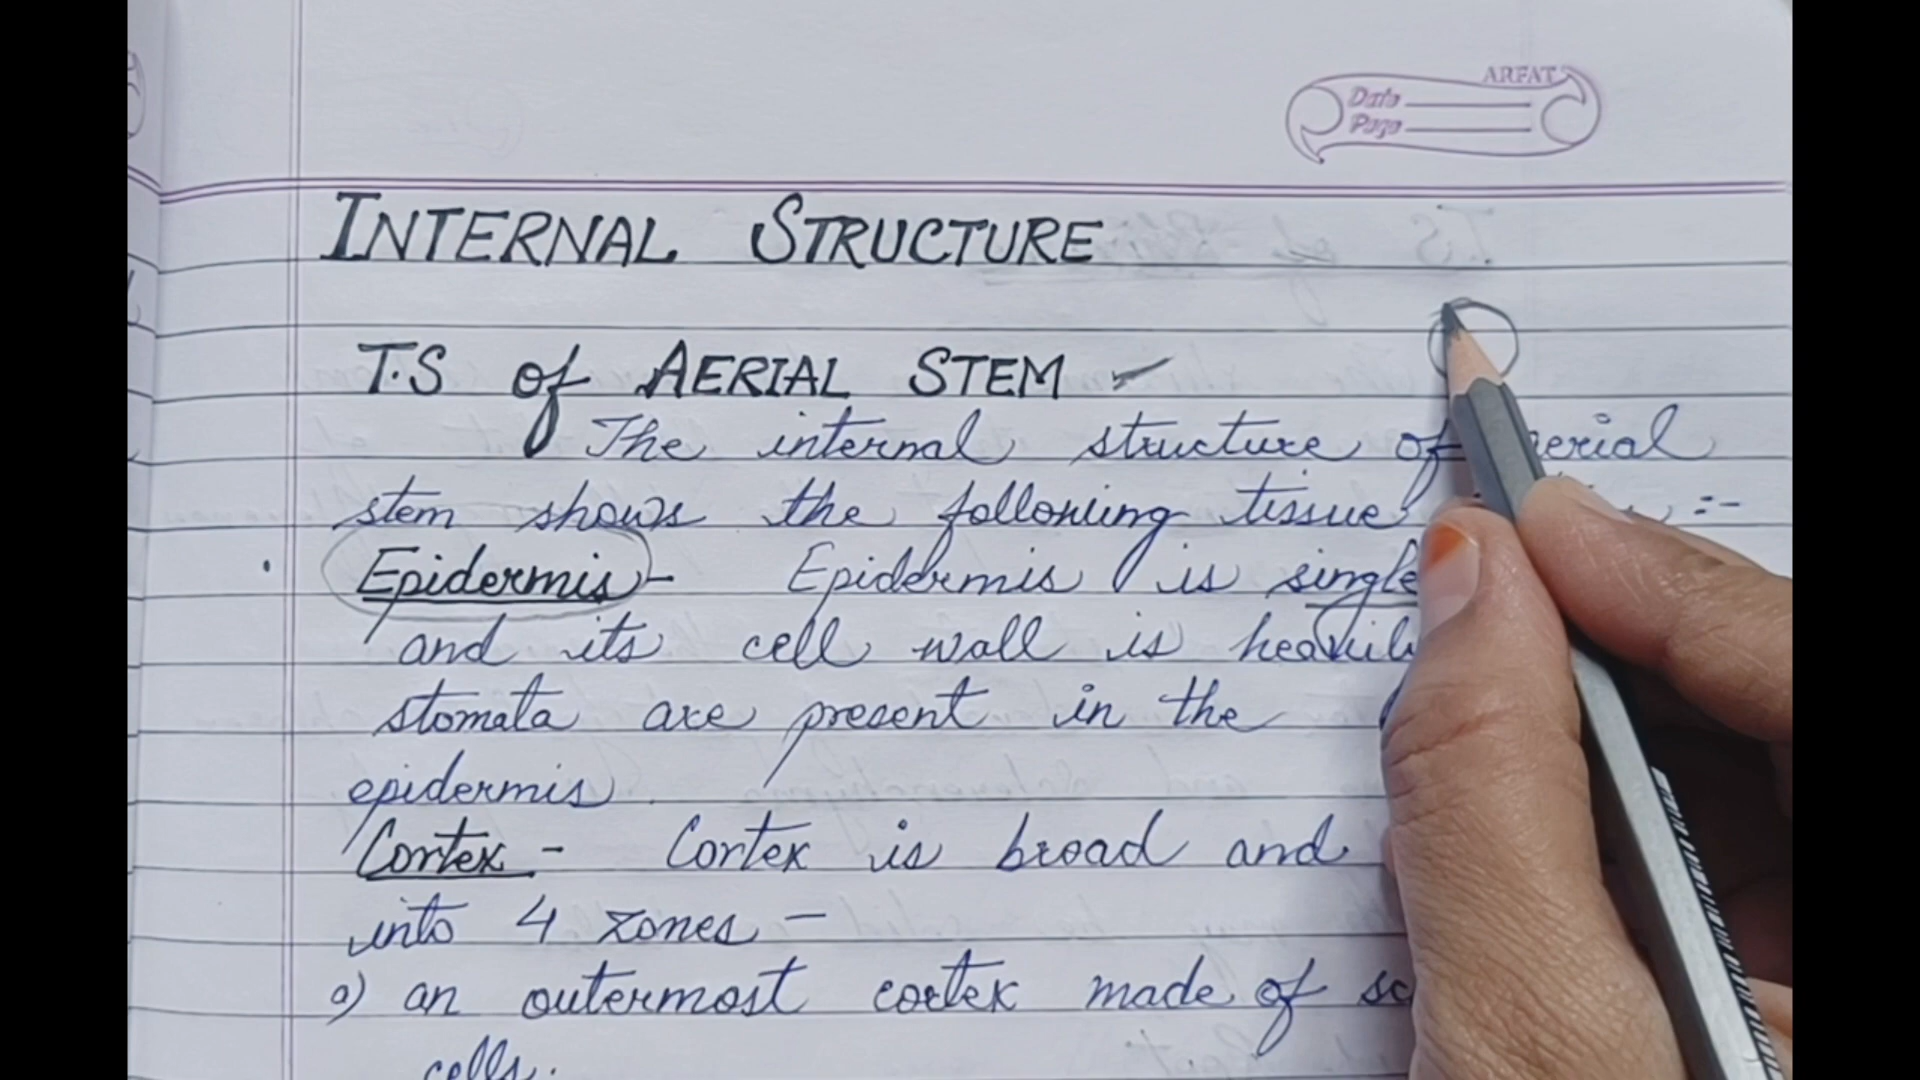 ARFAT
Date
Page
INTERNAL STRUCTURE
T.S of AERIAL STEM
The internal structure of aerial
stem shows the following tissue :-
Epidermis - Epidermis is single
and its cell wall is
stomata are present in the
epidermis.
Cortex - Cortex is broad and
into 4 zones -
a) an outermost cortex made of
cells.